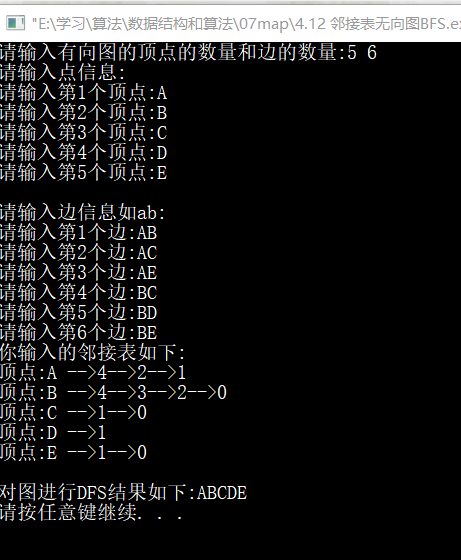 "E:\学习\算法\数据结构和算法\07map\4.12 邻接表无向图BFS.ex
请输入有向图的顶点的数量和边的数量:5 6
请输入点信息:
请输入第1个顶点:A
请输入第2个顶点:B
请输入第3个顶点:C
请输入第4个顶点:D
请输入第5个顶点:E
请输入边信息如ab:
请输入第1个边:AB
请输入第2个边:AC
请输入第3个边:AE
请输入第4个边:BC
请输入第5个边:BD
请输入第6个边:BE
你输入的邻接表如下:
顶点:A -->4-->2-->1
顶点:B -->4-->3-->2-->0
顶点:C -->1-->0
顶点:D -->1
顶点:E -->1-->0
对图进行DFS结果如下:ABCDE
请按任意键继续. . .